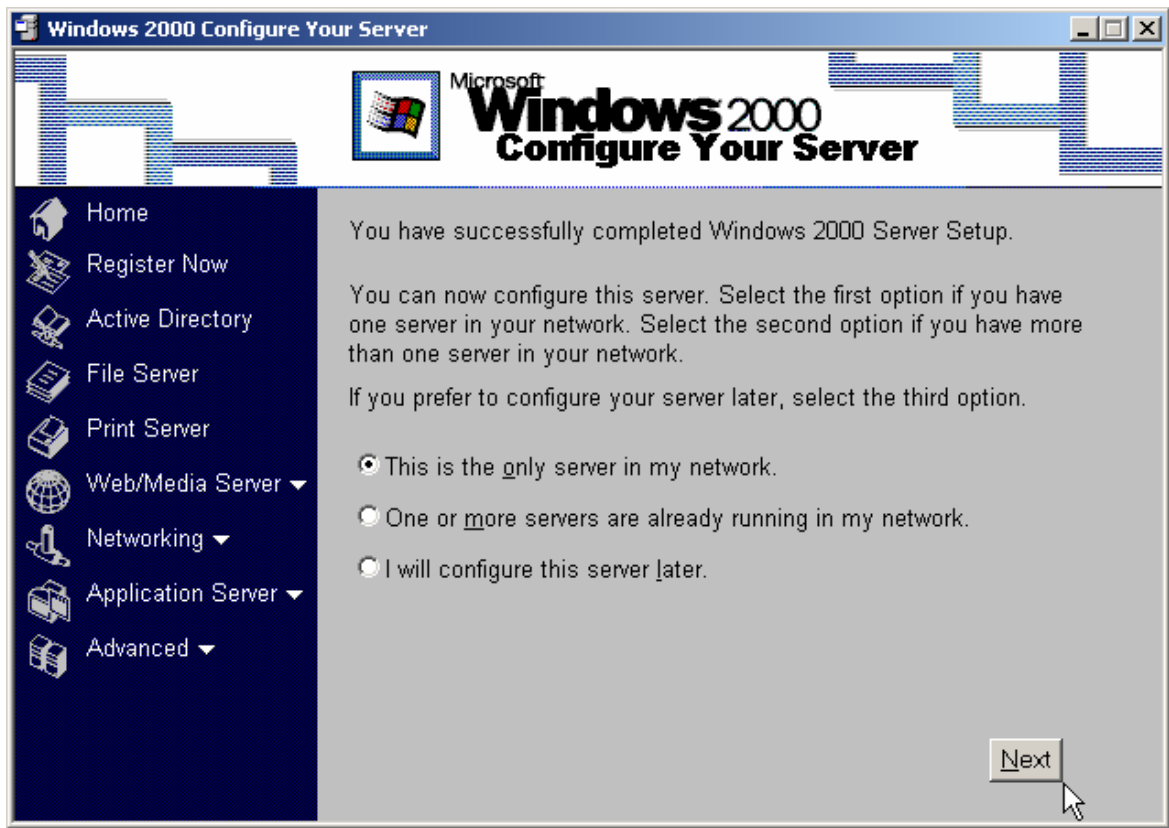 Windows 2000 Configure Your Server
Microsoft
Windows 2000
Configure Your Server
Home
Register Now
Active Directory
File Server
Print Server
Web/Media Server
Networking
Application Server
Advanced
You have successfully completed Windows 2000 Server Setup.
You can now configure this server. Select the first option if you have
one server in your network. Select the second option if you have more
than one server in your network.
If you prefer to configure your server later, select the third option.
This is the only server in my network.
One or more servers are already running in my network.
I will configure this server later.
Next